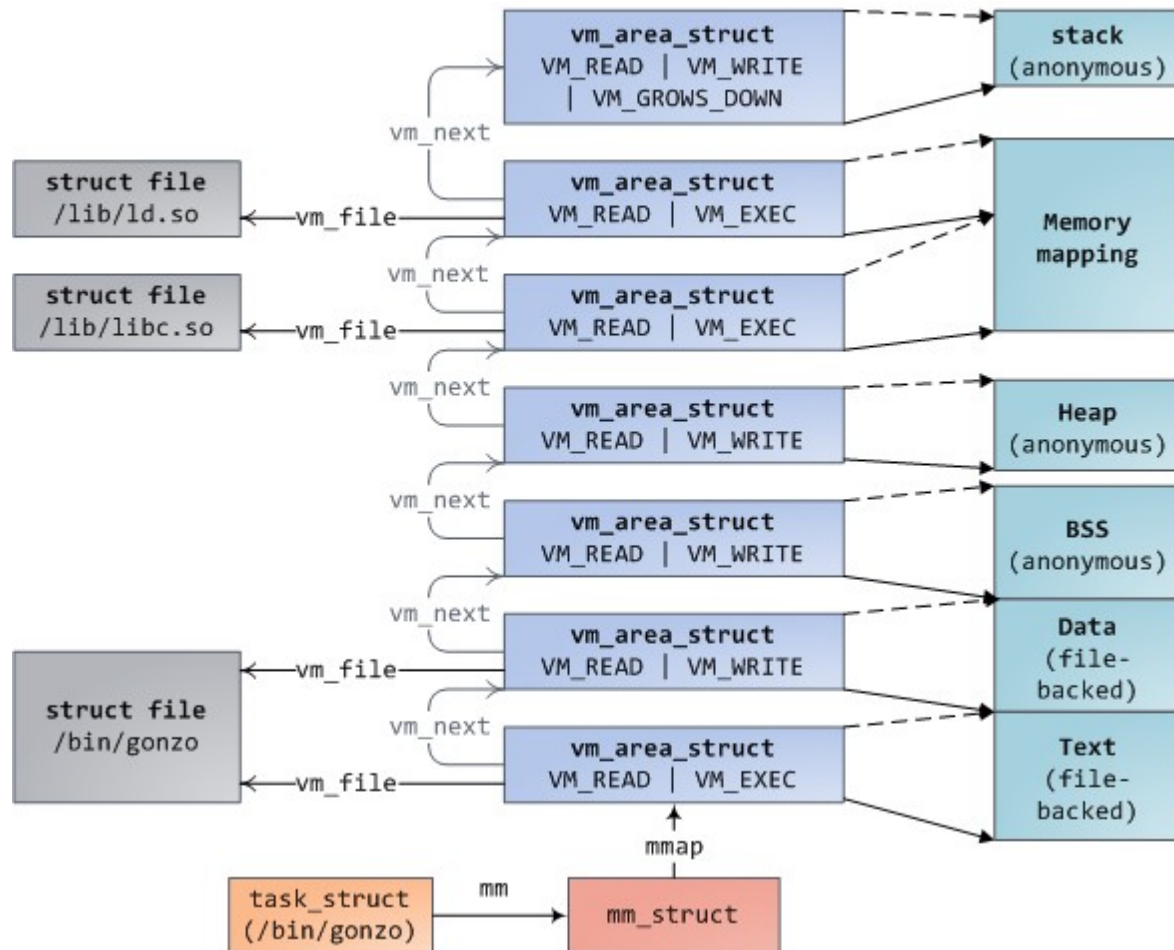 vm_area_struct
VM_READ | VM_WRITE
| VM_GROWS_DOWN
stack
(anonymous)
vm_next
struct file
/lib/ld.so
vm_file
vm_area_struct
VM_READ | VM_EXEC
Memory
mapping
vm_next
struct file
/lib/libc.so
vm_file
vm_area_struct
VM_READ | VM_EXEC
vm_next
vm_area_struct
VM_READ | VM_WRITE
Heap
(anonymous)
vm_next
vm_area_struct
VM_READ | VM_WRITE
BSS
(anonymous)
vm_next
vm_area_struct
VM_READ | VM_WRITE
Data
(file-
backed)
vm_file
struct file
/bin/gonzo
vm_next
vm_area_struct
VM_READ | VM_EXEC
Text
(file-
backed)
vm_file
mmap
task_struct
(/bin/gonzo)
mm
mm_struct